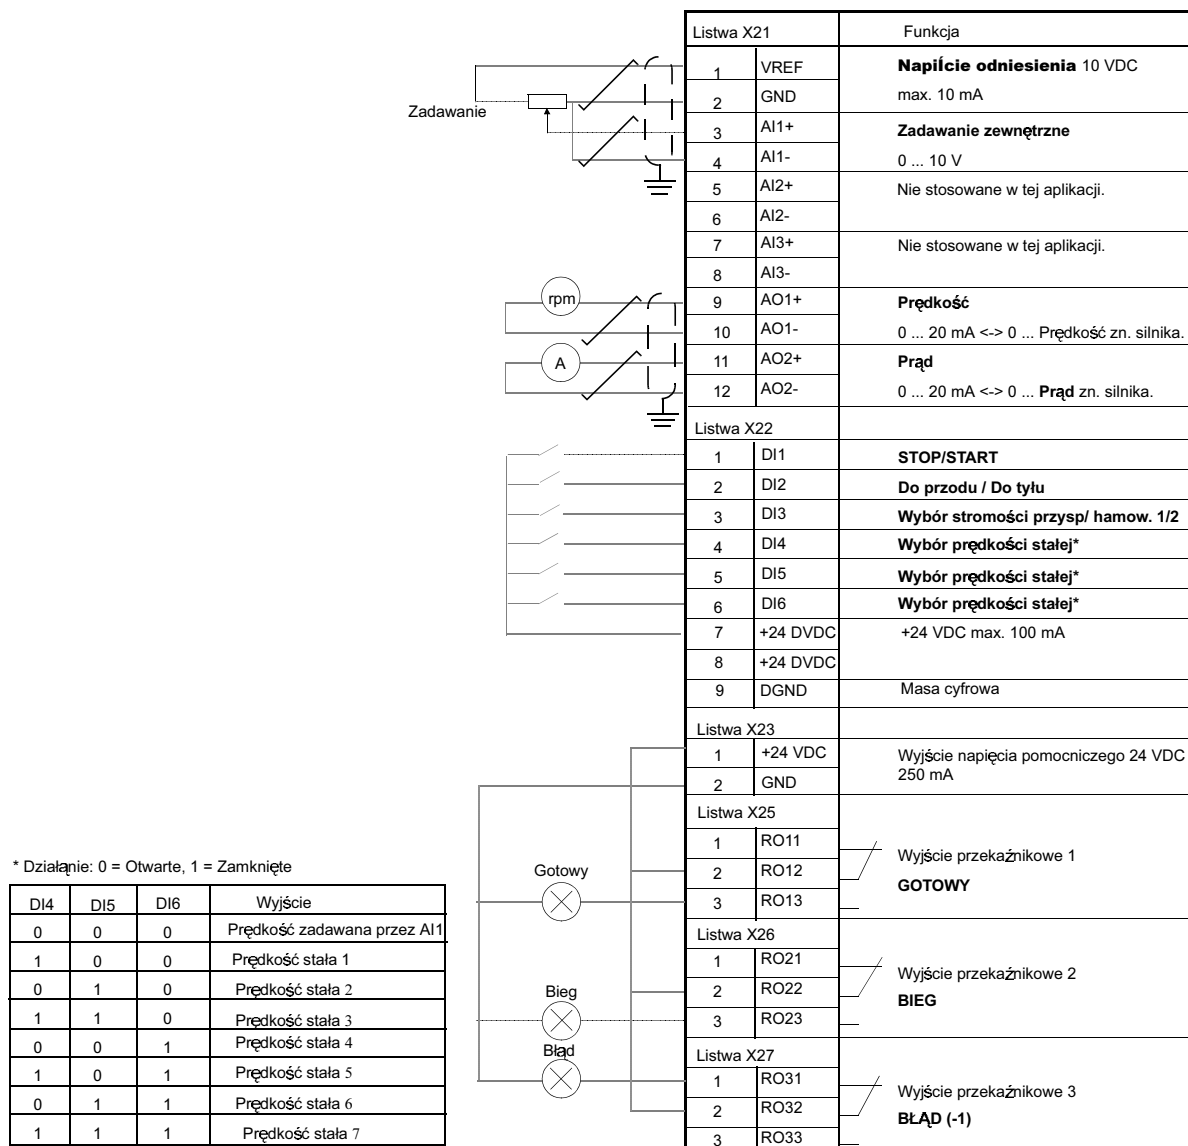 Listwa X21 Funkcja
1 VREF NapiÍcie odniesienia 10 VDC
2 GND max. 10 mA
Zadawanie
3 AI1+ Zadawanie zewnętrzne
4 AI1- 0 ... 10 V
5 AI2+ Nie stosowane w tej aplikacji.
6 AI2-
7 AI3+ Nie stosowane w tej aplikacji.
8 AI3-
rpm
9 AO1+ Prędkość
10 AO1- 0 ... 20 mA <-> 0 ... Prędkość zn. silnika.
A
11 AO2+ Prąd
12 AO2- 0 ... 20 mA <-> 0 ... Prąd zn. silnika.
Listwa X22
1 DI1 STOP/START
2 DI2 Do przodu / Do tyłu
3 DI3 Wybór stromości przysp/ hamow. 1/2
4 DI4 Wybór prędkości stałej*
5 DI5 Wybór prędkości stałej*
6 DI6 Wybór prędkości stałej*
7 +24 DVDC +24 VDC max. 100 mA
8 +24 DVDC
9 DGND Masa cyfrowa
Listwa X23
1 +24 VDC Wyjście napięcia pomocniczego 24 VDC
2 GND 250 mA
Listwa X25
1 RO11 Wyjście przekaźnikowe 1
2 RO12 GOTOWY
3 RO13
Gotowy
Listwa X26
1 RO21 Wyjście przekaźnikowe 2
2 RO22 BIEG
3 RO23
Bieg
Błąd
Listwa X27
1 RO31 Wyjście przekaźnikowe 3
2 RO32 BŁĄD (-1)
3 RO33
* Działąnie: 0 = Otwarte, 1 = Zamknięte
DI4 DI5 DI6 Wyjście
0 0 0 Prędkość zadawana przez AI1
1 0 0 Prędkość stała 1
0 1 0 Prędkość stała 2
1 1 0 Prędkość stała 3
0 0 1 Prędkość stała 4
1 0 1 Prędkość stała 5
0 1 1 Prędkość stała 6
1 1 1 Prędkość stała 7